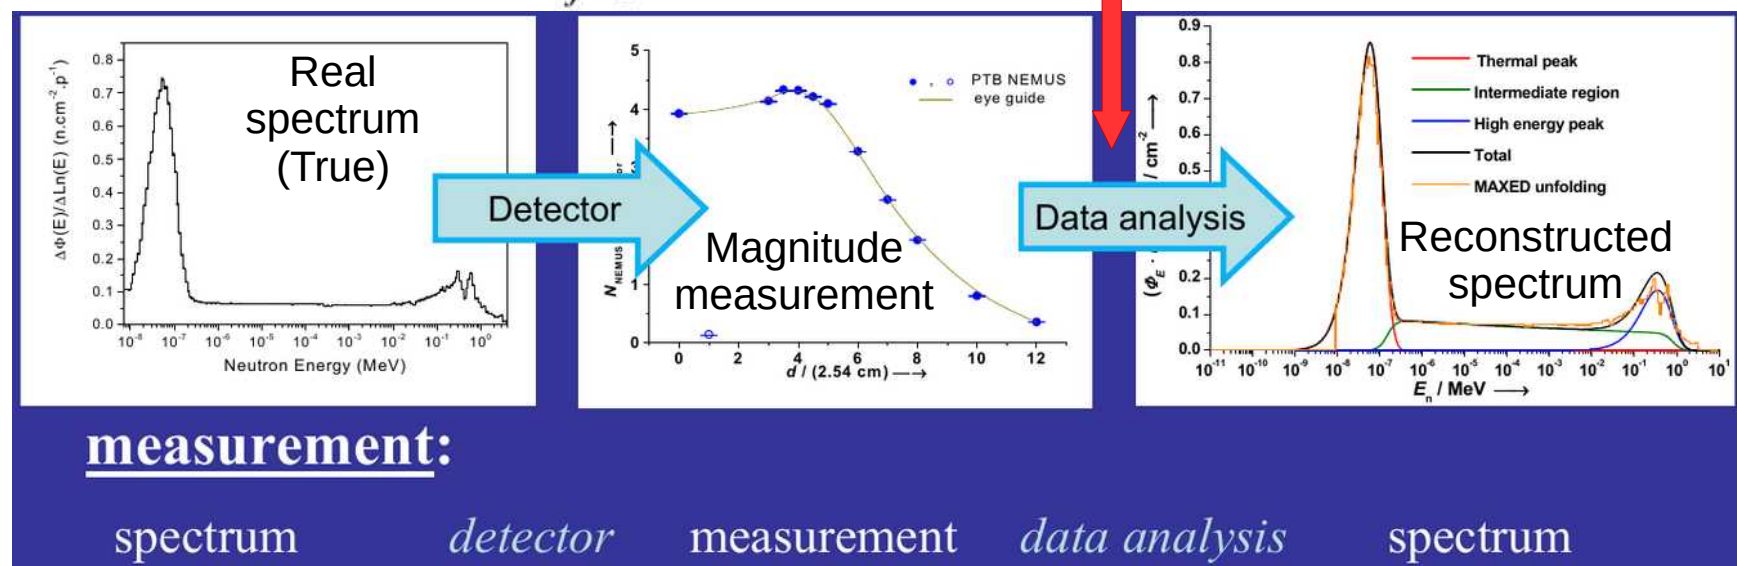 Real
spectrum
(True)
ΔΦ(E)/ΔLn(E) (n.cm⁻².p⁻¹)
0.8
0.7
0.6
0.5
0.4
0.3
0.2
0.1
0.0
10⁻⁸ 10⁻⁷ 10⁻⁶ 10⁻⁵ 10⁻⁴ 10⁻³ 10⁻² 10⁻¹ 10⁰
Neutron Energy (MeV)
Detector
5
4
1
0
PTB NEMUS
eye guide
N_NEMUS
Magnitude
measurement
0 2 4 6 8 10 12
d / (2.54 cm) ⟶
Data analysis
0.9
0.8
0.7
0.6
0.5
0.2
0.1
0.0
/ cm⁻² ⟶
(Φ_E ·
Thermal peak
Intermediate region
High energy peak
Total
MAXED unfolding
Reconstructed
spectrum
10⁻¹¹ 10⁻¹⁰ 10⁻⁹ 10⁻⁸ 10⁻⁷ 10⁻⁶ 10⁻⁵ 10⁻⁴ 10⁻³ 10⁻² 10⁻¹ 10⁰ 10¹
E_n / MeV ⟶
measurement:
spectrum detector measurement data analysis spectrum